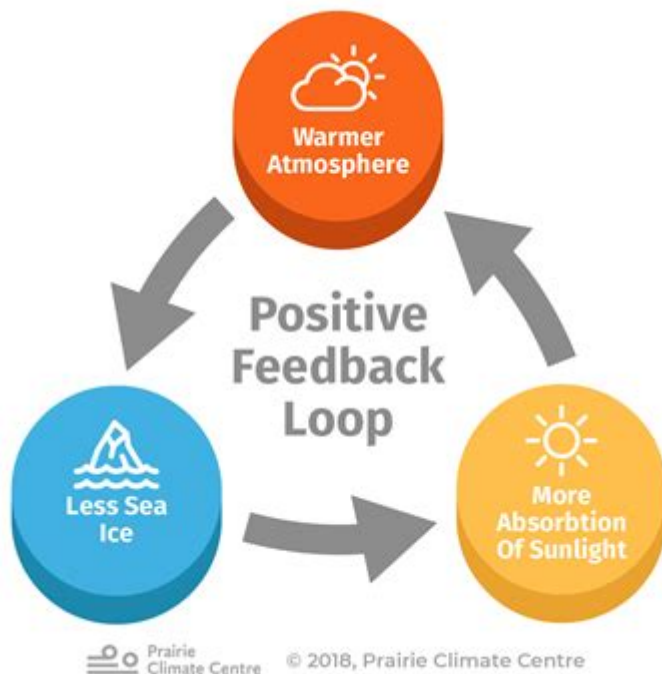 Warmer
Atmosphere
Positive
Feedback
Loop
Less Sea
Ice
More
Absorbtion
Of Sunlight
Prairie
Climate Centre
© 2018, Prairie Climate Centre